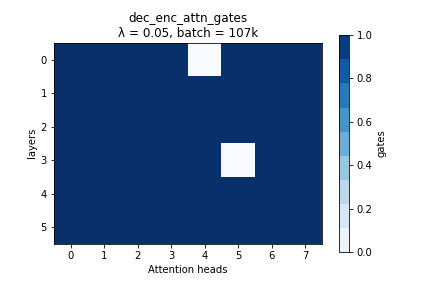 dec_enc_attn_gates
λ = 0.05, batch = 107k
layers
0
1
2
3
4
5
0 1 2 3 4 5 6 7
Attention heads
1.0
0.8
0.6
0.4
0.2
0.0
gates